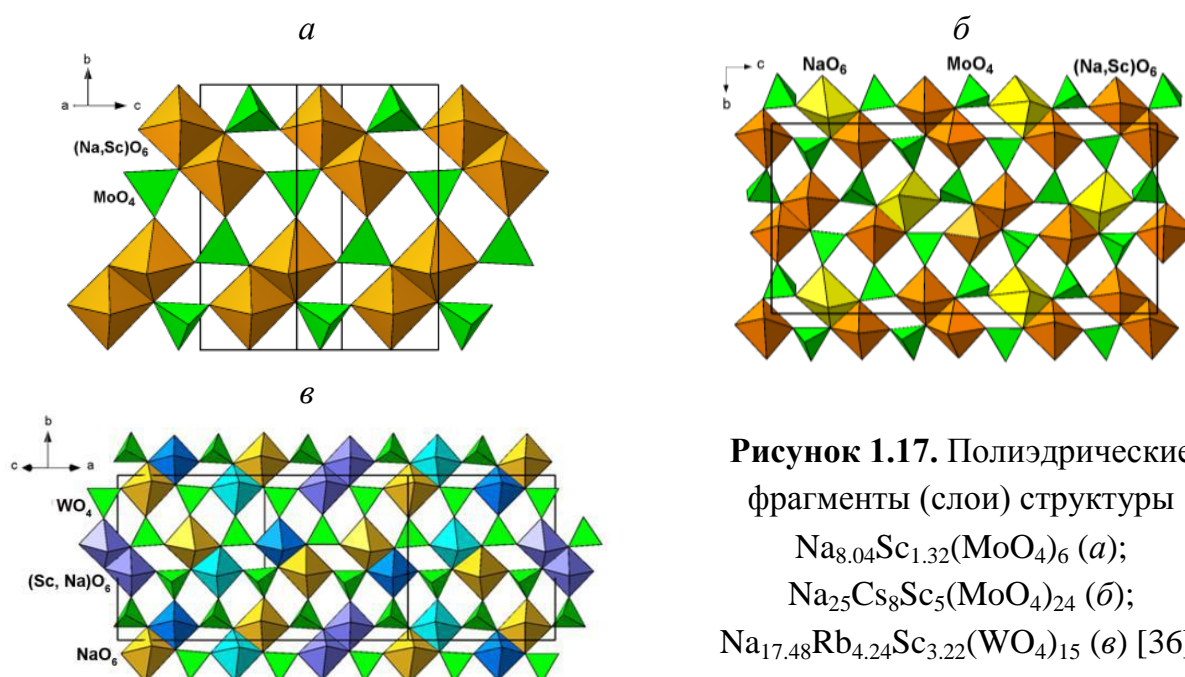 а
b
a c
(Na,Sc)O₆
MoO₄
б
c
b
NaO₆ MoO₄ (Na,Sc)O₆
в
b
c a
WO₄
(Sc, Na)O₆
NaO₆
Рисунок 1.17. Полиэдрические
фрагменты (слои) структуры
Na₈.₀₄Sc₁.₃₂(MoO₄)₆ (а);
Na₂₅Cs₈Sc₅(MoO₄)₂₄ (б);
Na₁₇.₄₈Rb₄.₂₄Sc₃.₂₂(WO₄)₁₅ (в) [36]